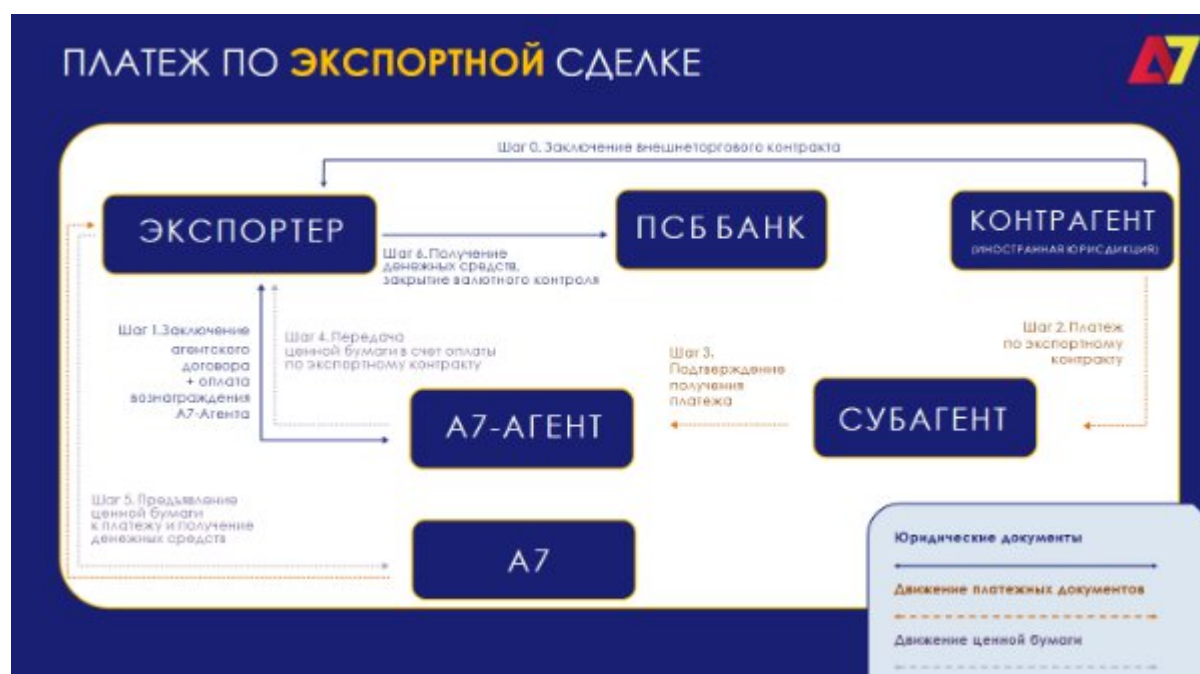 ПЛАТЕЖ ПО ЭКСПОРТНОЙ СДЕЛКЕ
А7
Шаг 0. Заключение внешнеторгового контракта
ЭКСПОРТЕР
ПСБ БАНК
КОНТРАГЕНТ
(ИНОСТРАННАЯ ЮРИСДИКЦИЯ)
Шаг 6. Получение
денежных средств,
закрытие валютного контроля
Шаг 1. Заключение
агентского
договора
+ оплата
вознаграждения
А7-Агента
Шаг 4. Передача
ценной бумаги в счет оплаты
по экспортному контракту
Шаг 3.
Подтверждение
получения
платежа
Шаг 2. Платеж
по экспортному
контракту
А7-АГЕНТ
СУБАГЕНТ
Шаг 5. Предъявление
ценной бумаги
к платежу и получение
денежных средств
А7
Юридические документы
Движение платежных документов
Движение ценной бумаги